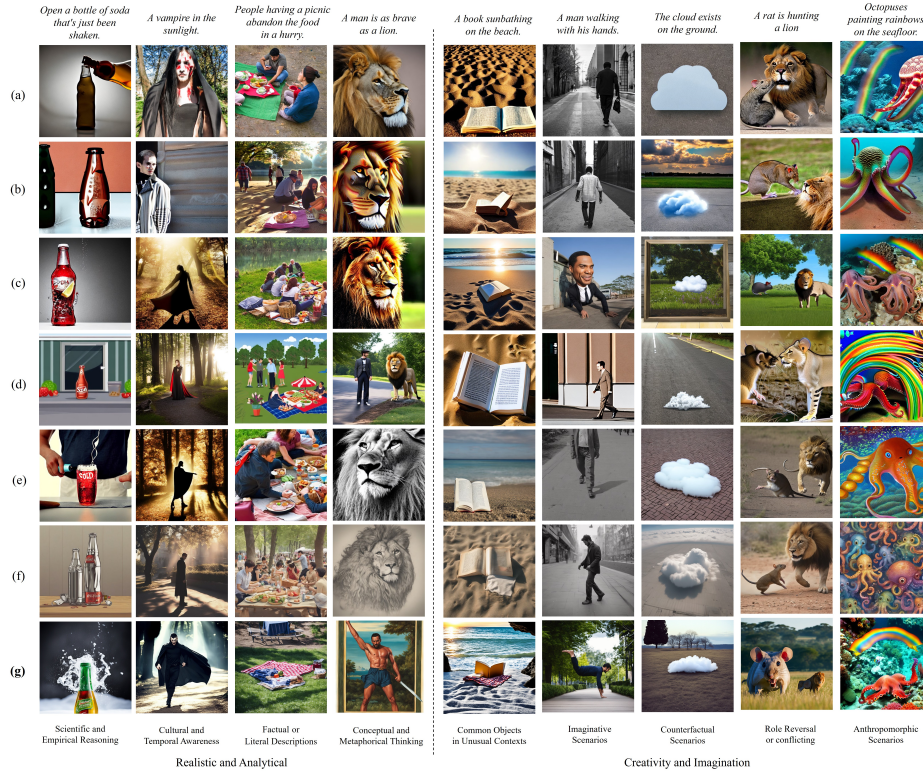 Open a bottle of soda
that's just been
shaken.
A vampire in the
sunlight.
People having a picnic
abandon the food
in a hurry.
A man is as brave
as a lion.
A book sunbathing
on the beach.
A man walking
with his hands.
The cloud exists
on the ground.
A rat is hunting
a lion
Octopuses
painting rainbows
on the seafloor.
(a)
(b)
(c)
(d)
(e)
(f)
(g)
Scientific and
Empirical Reasoning
Cultural and
Temporal Awareness
Factual or
Literal Descriptions
Conceptual and
Metaphorical Thinking
Common Objects
in Unusual Contexts
Imaginative
Scenarios
Counterfactual
Scenarios
Role Reversal
or conflicting
Anthropomorphic
Scenarios
Realistic and Analytical
Creativity and Imagination